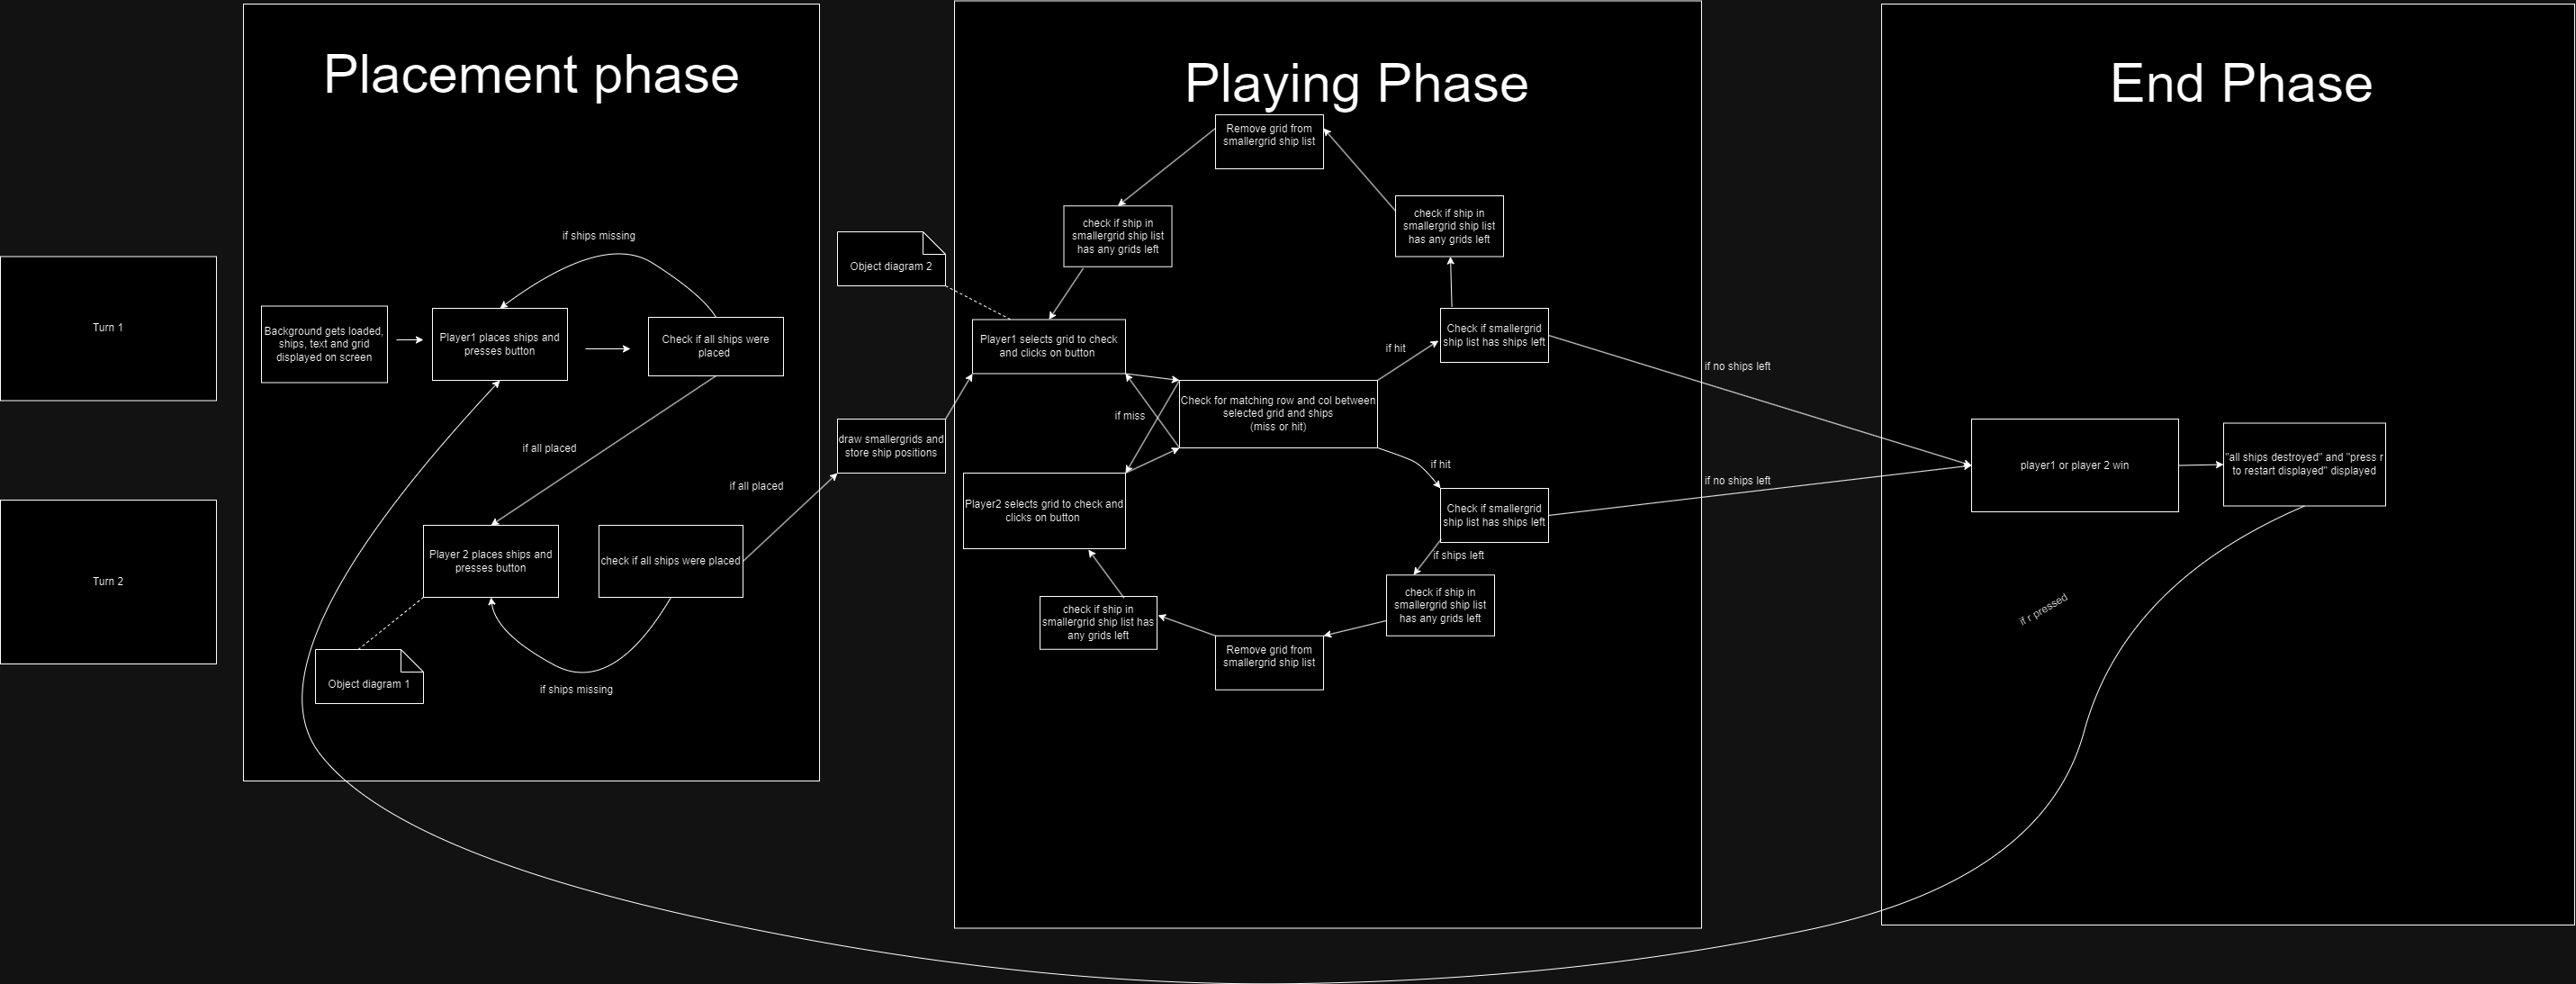 Placement phase
Playing Phase
End Phase
Turn 1
Turn 2
if ships missing
Background gets loaded,
ships, text and grid
displayed on screen
Player1 places ships and
presses button
Check if all ships were
placed
if all placed
Player 2 places ships and
presses button
check if all ships were placed
if all placed
Object diagram 1
if ships missing
Object diagram 2
draw smallergrids and
store ship positions
Remove grid from
smallergrid ship list
check if ship in
smallergrid ship list
has any grids left
check if ship in
smallergrid ship list
has any grids left
Player1 selects grid to check
and clicks on button
Check if smallergrid
ship list has ships left
if hit
if miss
Check for matching row and col between
selected grid and ships
(miss or hit)
if hit
Player2 selects grid to check and
clicks on button
Check if smallergrid
ship list has ships left
if ships left
check if ship in
smallergrid ship list
has any grids left
check if ship in
smallergrid ship list has
any grids left
Remove grid from
smallergrid ship list
if no ships left
if no ships left
player1 or player 2 win
"all ships destroyed" and "press r
to restart displayed" displayed
if r pressed